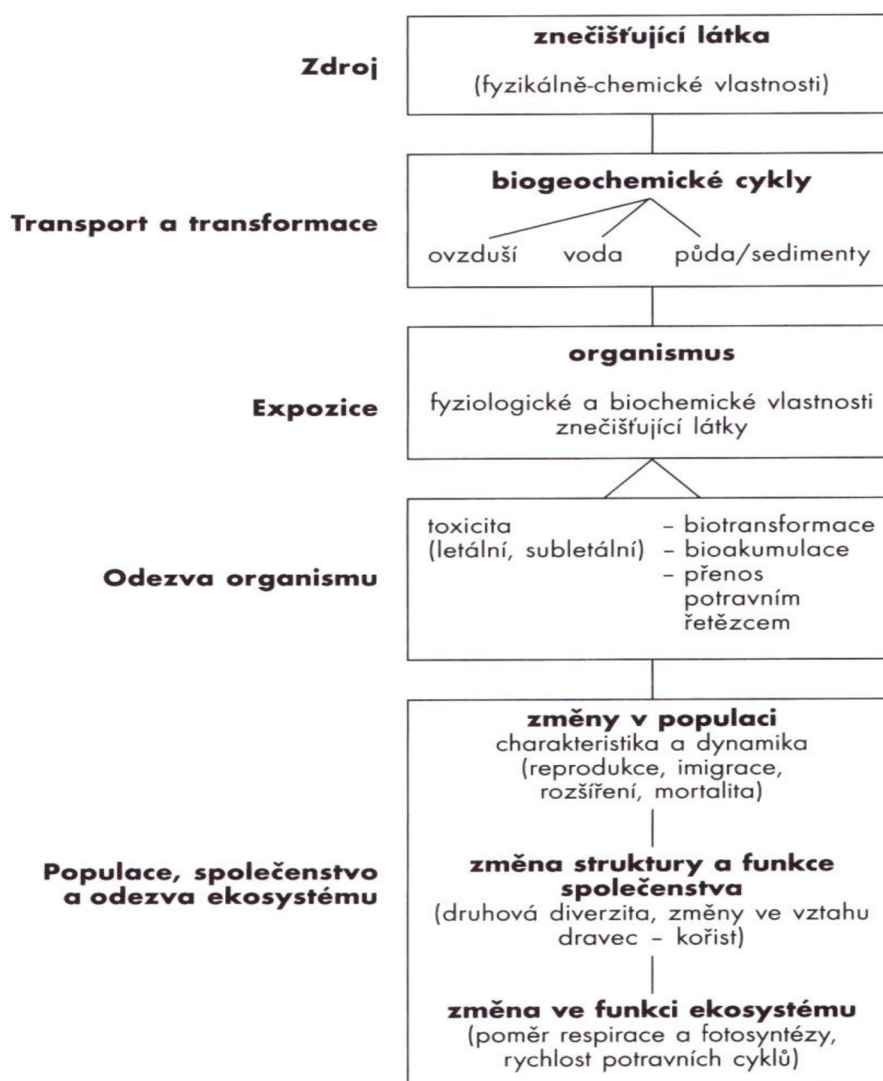 Zdroj
znečišťující látka
(fyzikálně-chemické vlastnosti)
Transport a transformace
biogeochemické cykly
ovzduší voda půda/sedimenty
Expozice
organismus
fyziologické a biochemické vlastnosti
znečišťující látky
Odezva organismu
toxicita – biotransformace
(letální, subletální) – bioakumulace
– přenos
potravním
řetězcem
Populace, společenstvo
a odezva ekosystému
změny v populaci
charakteristika a dynamika
(reprodukce, imigrace,
rozšíření, mortalita)
změna struktury a funkce
společenstva
(druhová diverzita, změny ve vztahu
dravec – kořist)
změna ve funkci ekosystému
(poměr respirace a fotosyntézy,
rychlost potravních cyklů)